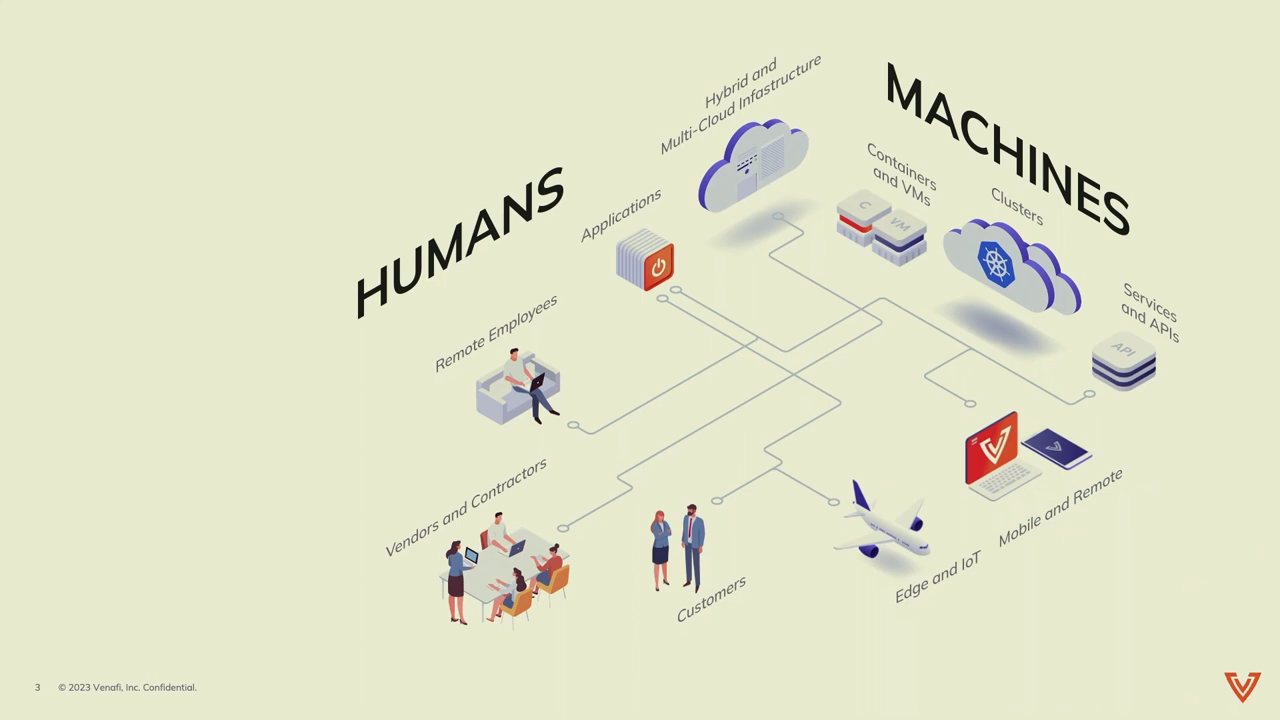 HUMANS
MACHINES
Hybrid and
Multi-Cloud Infastructure
Applications
Containers
and VMs
C
VM
Clusters
Services
and APIs
API
Remote Employees
Vendors and Contractors
Customers
Edge and IoT
Mobile and Remote
3 © 2023 Venafi, Inc. Confidential.